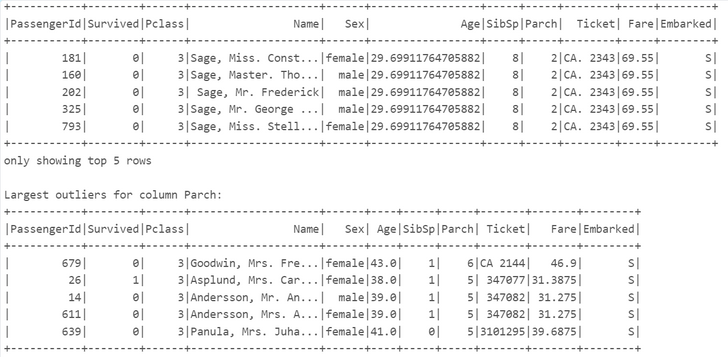 +-----------+--------+------+--------------------+------+-----------------+-----+-----+--------+-----+--------+
|PassengerId|Survived|Pclass|                Name|   Sex|              Age|SibSp|Parch|  Ticket| Fare|Embarked|
+-----------+--------+------+--------------------+------+-----------------+-----+-----+--------+-----+--------+
|        181|       0|     3|Sage, Miss. Const...|female|29.69911764705882|    8|    2|CA. 2343|69.55|       S|
|        160|       0|     3|Sage, Master. Tho...|  male|29.69911764705882|    8|    2|CA. 2343|69.55|       S|
|        202|       0|     3| Sage, Mr. Frederick|  male|29.69911764705882|    8|    2|CA. 2343|69.55|       S|
|        325|       0|     3|Sage, Mr. George ...|  male|29.69911764705882|    8|    2|CA. 2343|69.55|       S|
|        793|       0|     3|Sage, Miss. Stell...|female|29.69911764705882|    8|    2|CA. 2343|69.55|       S|
+-----------+--------+------+--------------------+------+-----------------+-----+-----+--------+-----+--------+
only showing top 5 rows
Largest outliers for column Parch:
+-----------+--------+------+--------------------+------+----+-----+-----+-------+-------+--------+
|PassengerId|Survived|Pclass|                Name|   Sex| Age|SibSp|Parch| Ticket|   Fare|Embarked|
+-----------+--------+------+--------------------+------+----+-----+-----+-------+-------+--------+
|        679|       0|     3|Goodwin, Mrs. Fre...|female|43.0|    1|    6|CA 2144|   46.9|       S|
|         26|       1|     3|Asplund, Mrs. Car...|female|38.0|    1|    5| 347077|31.3875|       S|
|         14|       0|     3|Andersson, Mr. An...|  male|39.0|    1|    5| 347082| 31.275|       S|
|        611|       0|     3|Andersson, Mrs. A...|female|39.0|    1|    5| 347082| 31.275|       S|
|        639|       0|     3|Panula, Mrs. Juha...|female|41.0|    0|    5|3101295|39.6875|       S|
+-----------+--------+------+--------------------+------+----+-----+-----+-------+-------+--------+